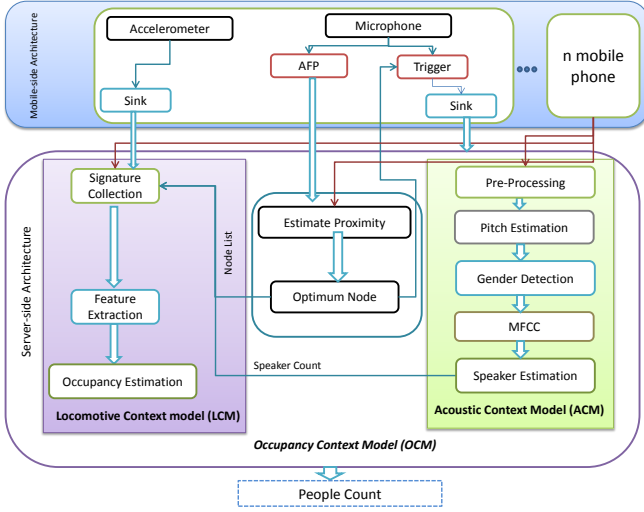 Mobile-side Architecture
Accelerometer
Microphone
AFP
Trigger
Sink
Sink
n mobile
phone
Server-side Architecture
Signature
Collection
Feature
Extraction
Occupancy Estimation
Locomotive Context model (LCM)
Node List
Estimate Proximity
Optimum Node
Speaker Count
Pre-Processing
Pitch Estimation
Gender Detection
MFCC
Speaker Estimation
Acoustic Context Model (ACM)
Occupancy Context Model (OCM)
People Count